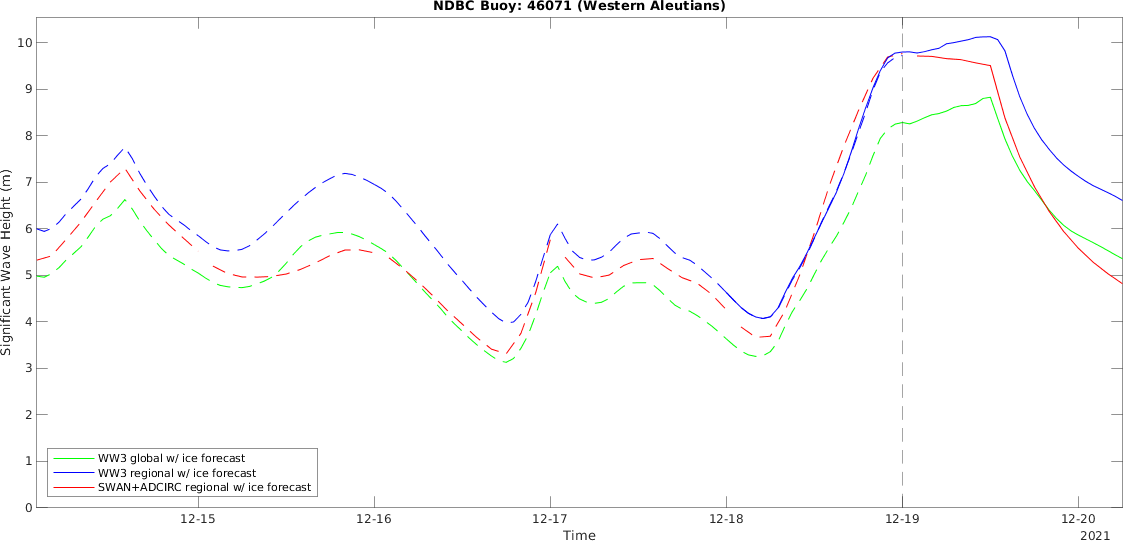 NDBC Buoy: 46071 (Western Aleutians)
10
9
8
7
6
5
4
3
2
1
0
Significant Wave Height (m)
WW3 global w/ ice forecast
WW3 regional w/ ice forecast
SWAN+ADCIRC regional w/ ice forecast
12-15 12-16 12-17 12-18 12-19 12-20
Time
2021